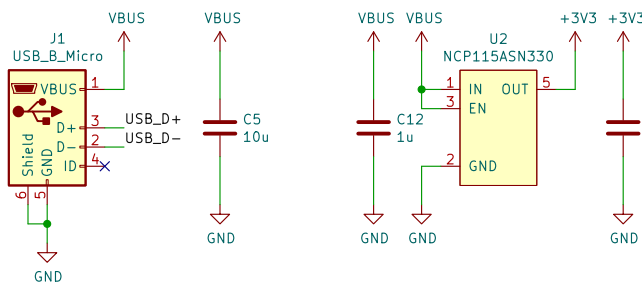 VBUS
J1
USB_B_Micro
VBUS
1
D+
3
USB_D+
D-
2
USB_D-
ID
4
Shield
GND
6
5
GND
VBUS
C5
10u
GND
VBUS
VBUS
C12
1u
GND
GND
U2
NCP115ASN330
1
IN
OUT
5
3
EN
2
GND
+3V3
+3V3
GND